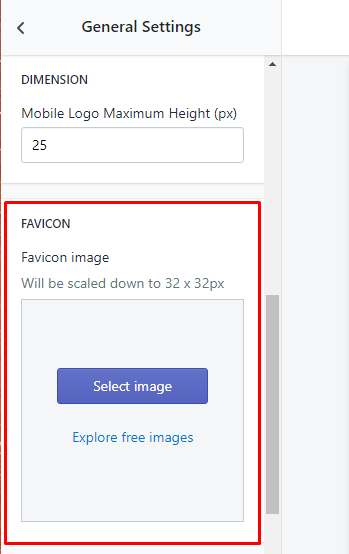 General Settings
DIMENSION
Mobile Logo Maximum Height (px)
25
FAVICON
Favicon image
Will be scaled down to 32 x 32px
Select image
Explore free images